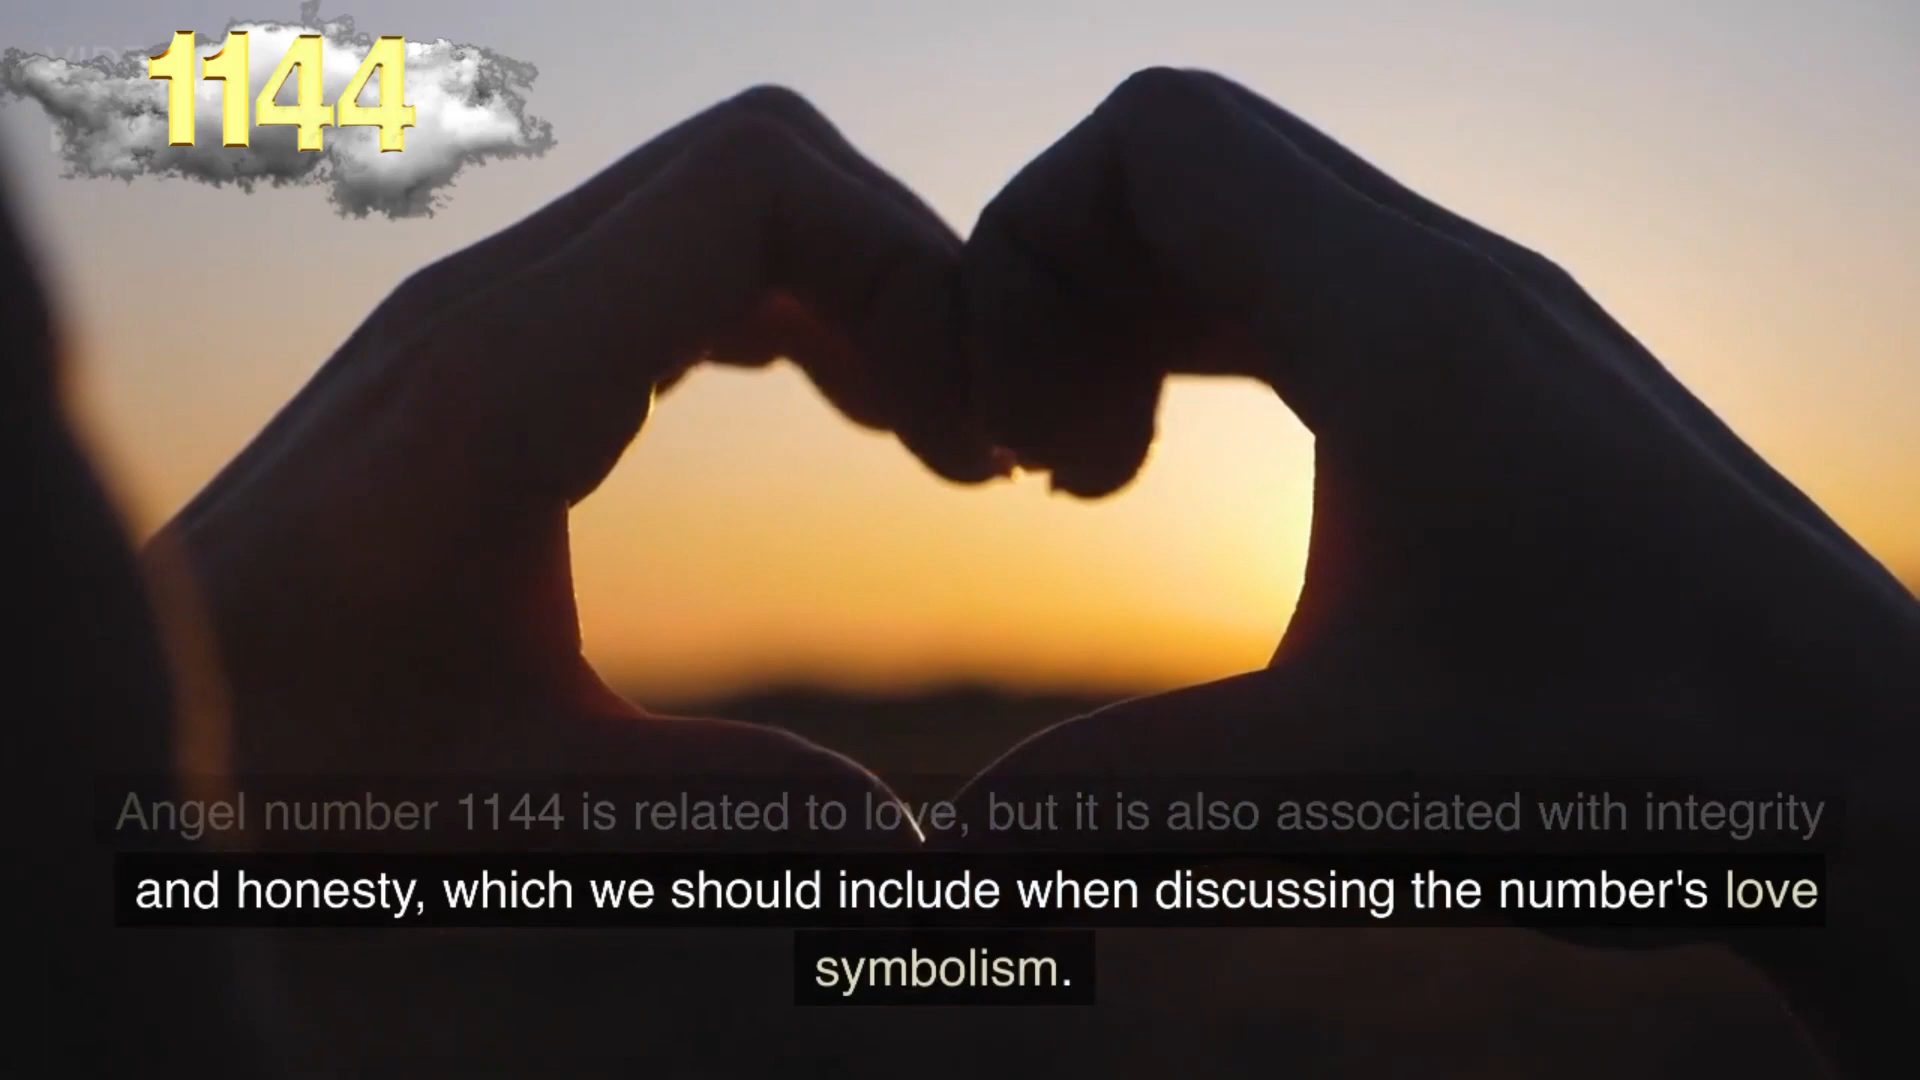 1144
Angel number 1144 is related to love, but it is also associated with integrity
and honesty, which we should include when discussing the number's love
symbolism.